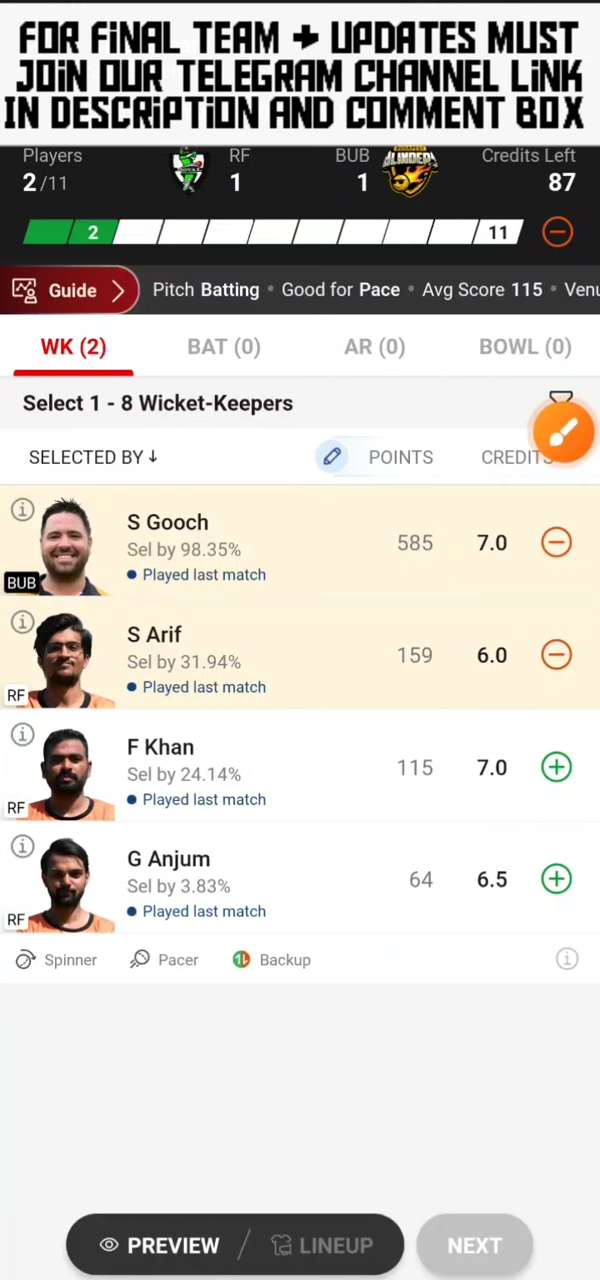 FOR FINAL TEAM + UPDATES MUST
JOIN OUR TELEGRAM CHANNEL LINK
IN DESCRIPTION AND COMMENT BOX
Players RF BUB Credits Left
2/11 1 1 87
2 11
Guide Pitch Batting • Good for Pace • Avg Score 115 • Venu
WK (2) BAT (0) AR (0) BOWL (0)
Select 1 - 8 Wicket-Keepers
SELECTED BY ↓ POINTS CREDITS
S Gooch
Sel by 98.35% 585 7.0
BUB • Played last match
S Arif
Sel by 31.94% 159 6.0
RF • Played last match
F Khan
Sel by 24.14% 115 7.0
RF • Played last match
G Anjum
Sel by 3.83% 64 6.5
RF • Played last match
Spinner Pacer Backup
PREVIEW / LINEUP NEXT